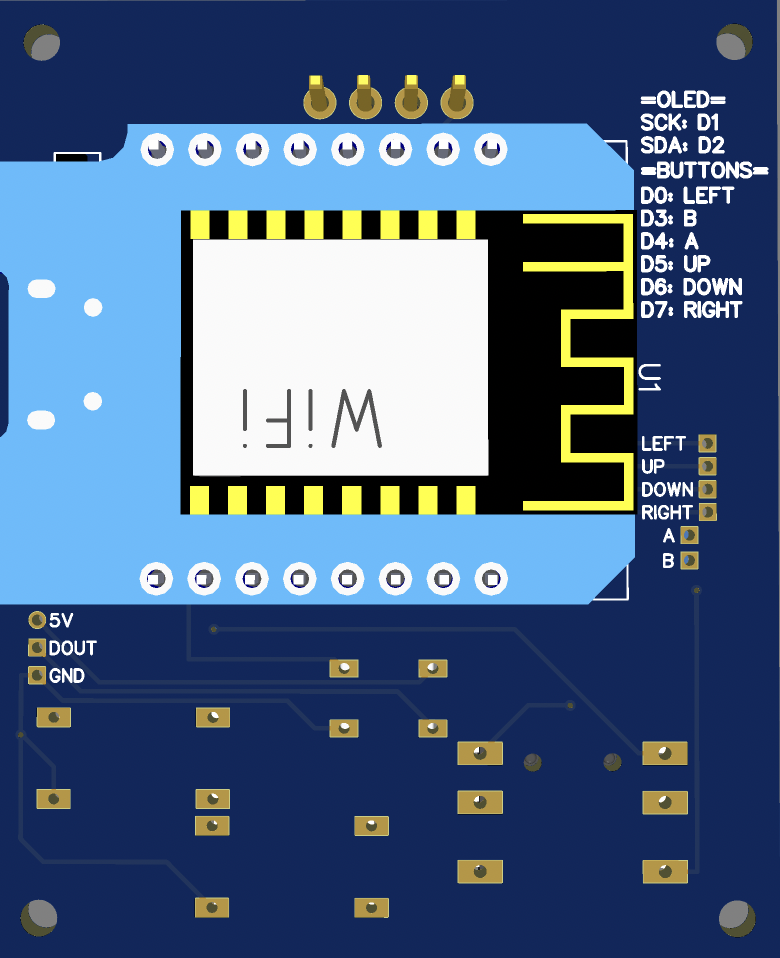 =OLED=
SCK: D1
SDA: D2
=BUTTONS=
D0: LEFT
D3: B
D4: A
D5: UP
D6: DOWN
D7: RIGHT
U1
WiFi
LEFT
UP
DOWN
RIGHT
A
B
5V
DOUT
GND